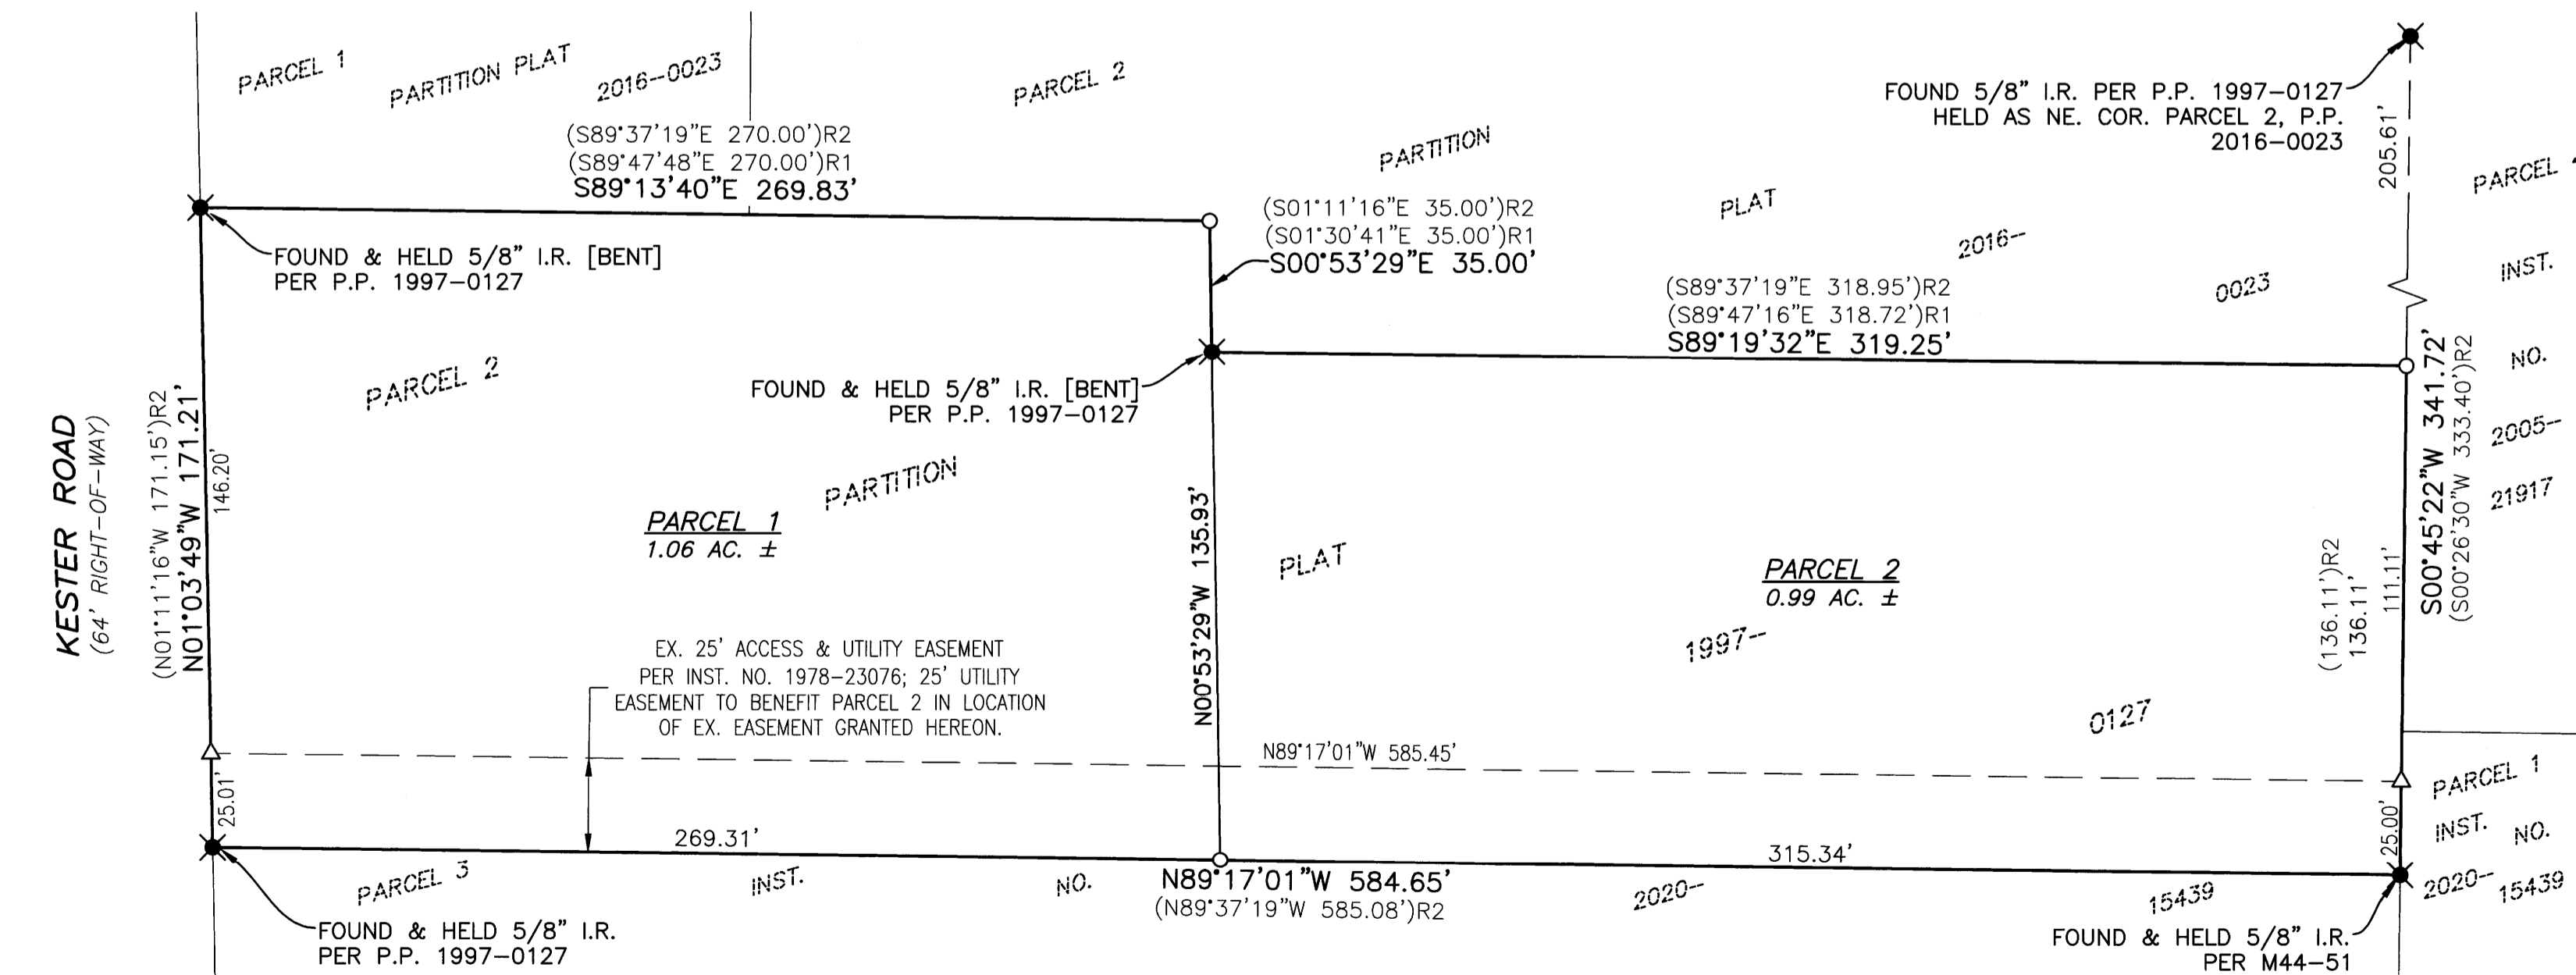 PARCEL 1
PARTITION PLAT
2016--0023
PARCEL 2
(S89°37'19"E 270.00')R2
(S89°47'48"E 270.00')R1
S89°13'40"E 269.83'
PARTITION
PLAT
2016--
0023
FOUND 5/8" I.R. PER P.P. 1997-0127
HELD AS NE. COR. PARCEL 2, P.P.
2016-0023
205.61'
PARCEL
INST.
NO.
2005--
21917
FOUND & HELD 5/8" I.R. [BENT]
PER P.P. 1997-0127
(S01°11'16"E 35.00')R2
(S01°30'41"E 35.00')R1
S00°53'29"E 35.00'
(S89°37'19"E 318.95')R2
(S89°47'16"E 318.72')R1
S89°19'32"E 319.25'
PARCEL 2
FOUND & HELD 5/8" I.R. [BENT]
PER P.P. 1997-0127
KESTER ROAD
(64' RIGHT-OF-WAY)
(N01°11'16"W 171.15')R2
N01°03'49"W 171.21'
146.20'
PARTITION
PARCEL 1
1.06 AC. ±
N00°53'29"W 135.93'
PLAT
PARCEL 2
0.99 AC. ±
1997--
0127
(136.11')R2
136.11'
111.11'
S00°45'22"W 341.72'
(S00°26'30"W 333.40')R2
EX. 25' ACCESS & UTILITY EASEMENT
PER INST. NO. 1978-23076; 25' UTILITY
EASEMENT TO BENEFIT PARCEL 2 IN LOCATION
OF EX. EASEMENT GRANTED HEREON.
N89°17'01"W 585.45'
25.01'
269.31'
315.34'
25.00'
PARCEL 1
INST. NO.
2020--
15439
PARCEL 3
INST.
NO.
N89°17'01"W 584.65'
(N89°37'19"W 585.08')R2
2020--
15439
FOUND & HELD 5/8" I.R.
PER P.P. 1997-0127
FOUND & HELD 5/8" I.R.
PER M44-51